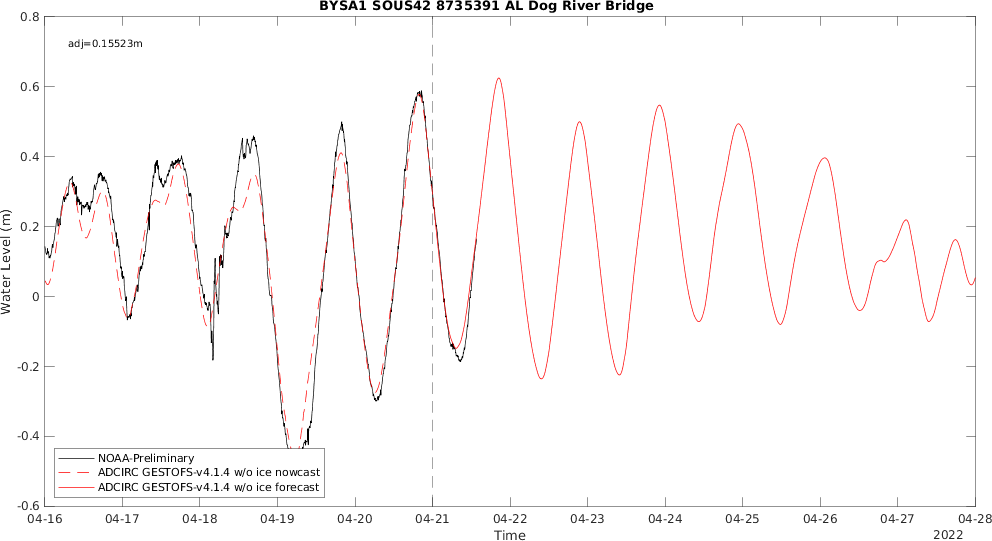 BYSA1 SOUS42 8735391 AL Dog River Bridge
adj=0.15523m
0.8
0.6
0.4
0.2
0
-0.2
-0.4
-0.6
Water Level (m)
NOAA-Preliminary
ADCIRC GESTOFS-v4.1.4 w/o ice nowcast
ADCIRC GESTOFS-v4.1.4 w/o ice forecast
04-16 04-17 04-18 04-19 04-20 04-21 04-22 04-23 04-24 04-25 04-26 04-27 04-28
Time
2022